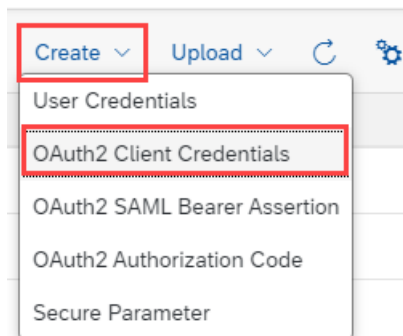 Create Upload
User Credentials
OAuth2 Client Credentials
OAuth2 SAML Bearer Assertion
OAuth2 Authorization Code
Secure Parameter